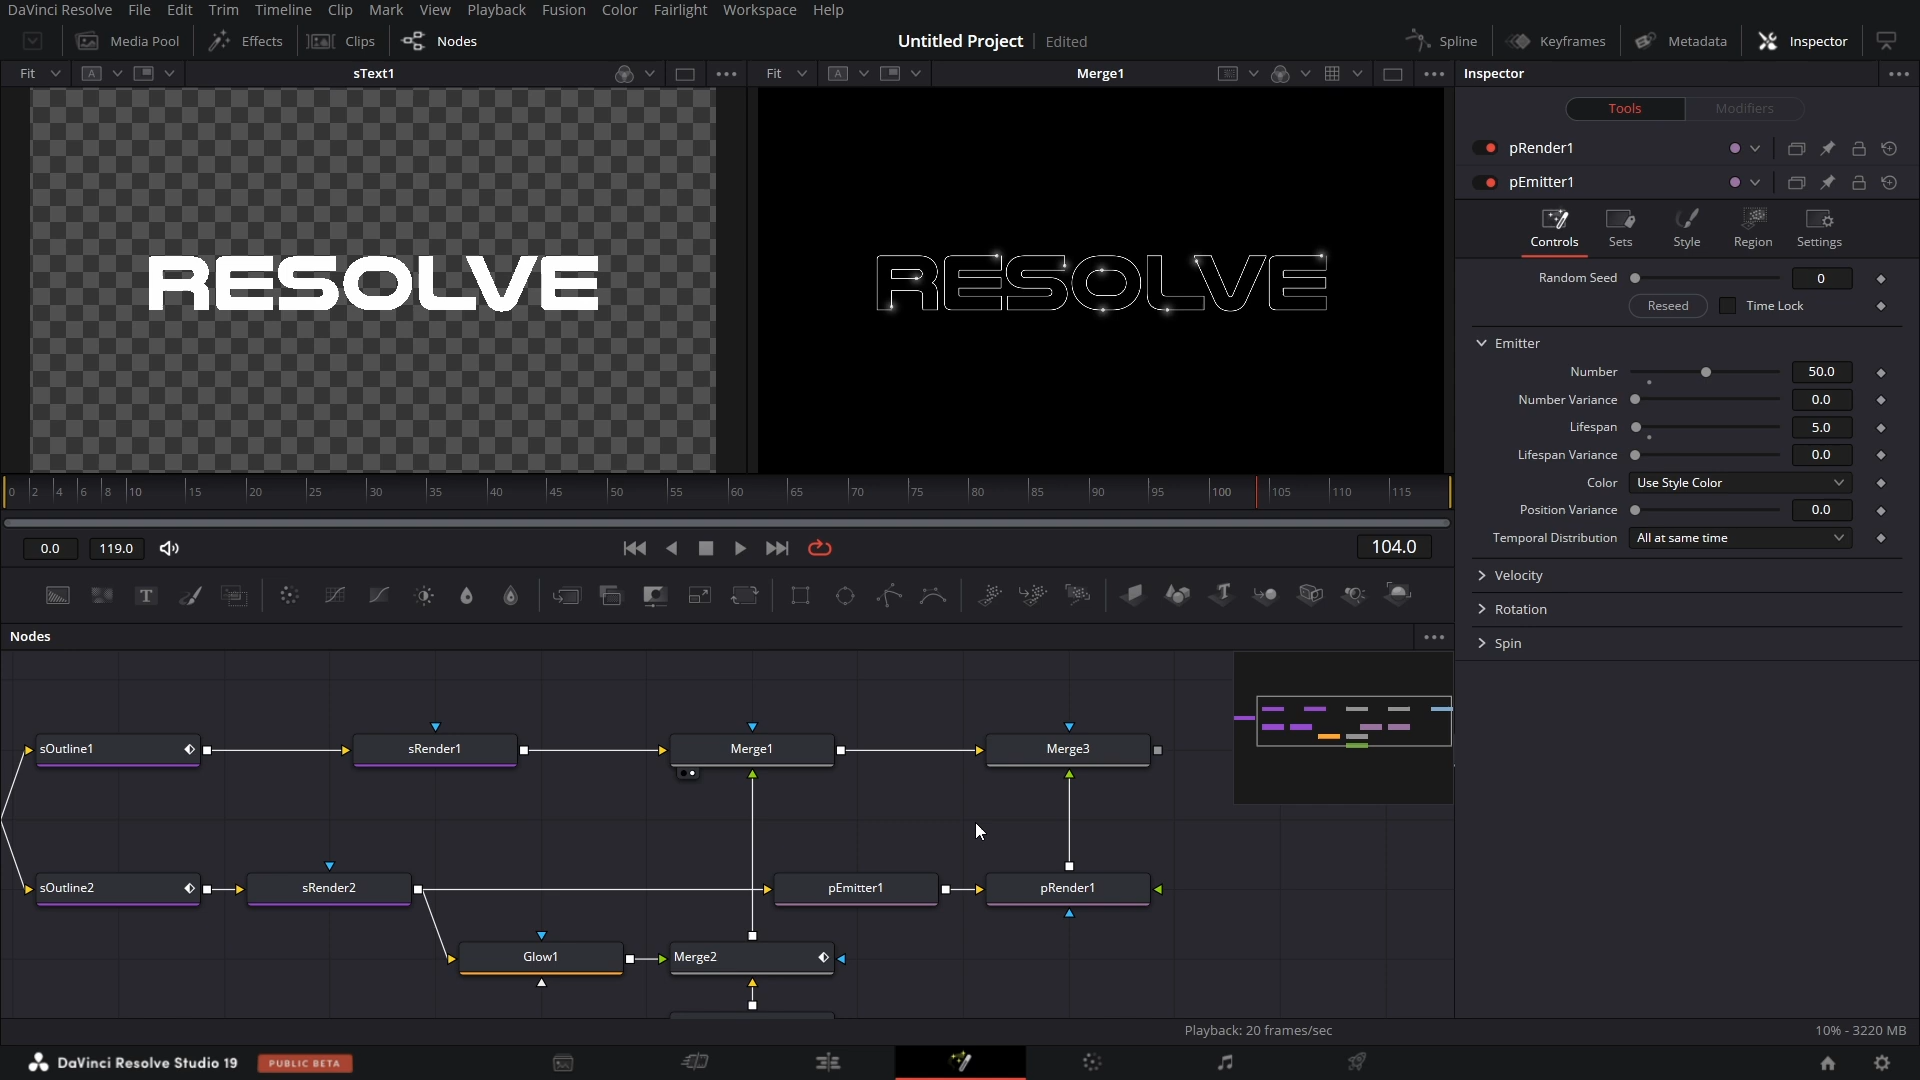 DaVinci Resolve File Edit Trim Timeline Clip Mark View Playback Fusion Color Fairlight Workspace Help
Media Pool Effects Clips Nodes Untitled Project Edited Spline Keyframes Metadata Inspector
Fit A sText1 Fit A Merge1 Inspector
Tools Modifiers
pRender1
pEmitter1
Controls Sets Style Region Settings
RESOLVE RESOLVE
Random Seed 0
Reseed Time Lock
Emitter
Number 50.0
Number Variance 0.0
Lifespan 5.0
Lifespan Variance 0.0
Color Use Style Color
Position Variance 0.0
Temporal Distribution All at same time
Velocity
Rotation
Spin
0 2 4 6 8 10 15 20 25 30 35 40 45 50 55 60 65 70 75 80 85 90 95 100 105 110 115
0.0 119.0 104.0
Nodes
sOutline1 sRender1 Merge1 Merge3
sOutline2 sRender2 pEmitter1 pRender1
Glow1 Merge2
Playback: 20 frames/sec 10% - 3220 MB
DaVinci Resolve Studio 19 PUBLIC BETA